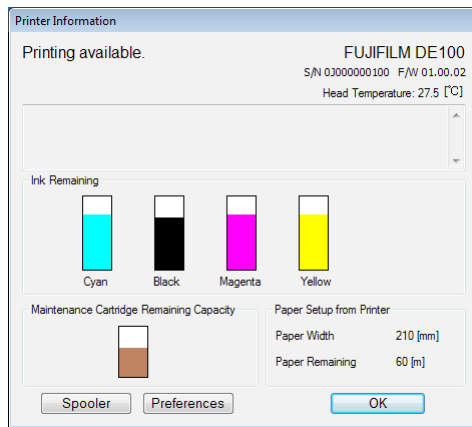 Printer Information
Printing available.
FUJIFILM DE100
S/N 0J000000100 F/W 01.00.02
Head Temperature: 27.5 [℃]
Ink Remaining
Cyan Black Magenta Yellow
Maintenance Cartridge Remaining Capacity
Paper Setup from Printer
Paper Width 210 [mm]
Paper Remaining 60 [m]
Spooler Preferences OK